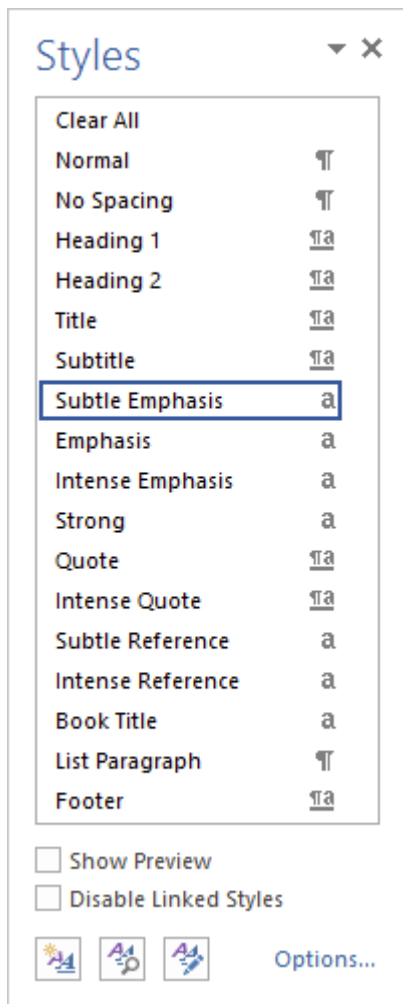 Styles
Clear All
Normal ¶
No Spacing ¶
Heading 1 ¶a
Heading 2 ¶a
Title ¶a
Subtitle ¶a
Subtle Emphasis a
Emphasis a
Intense Emphasis a
Strong a
Quote ¶a
Intense Quote ¶a
Subtle Reference a
Intense Reference a
Book Title a
List Paragraph ¶
Footer ¶a
Show Preview
Disable Linked Styles
Options...